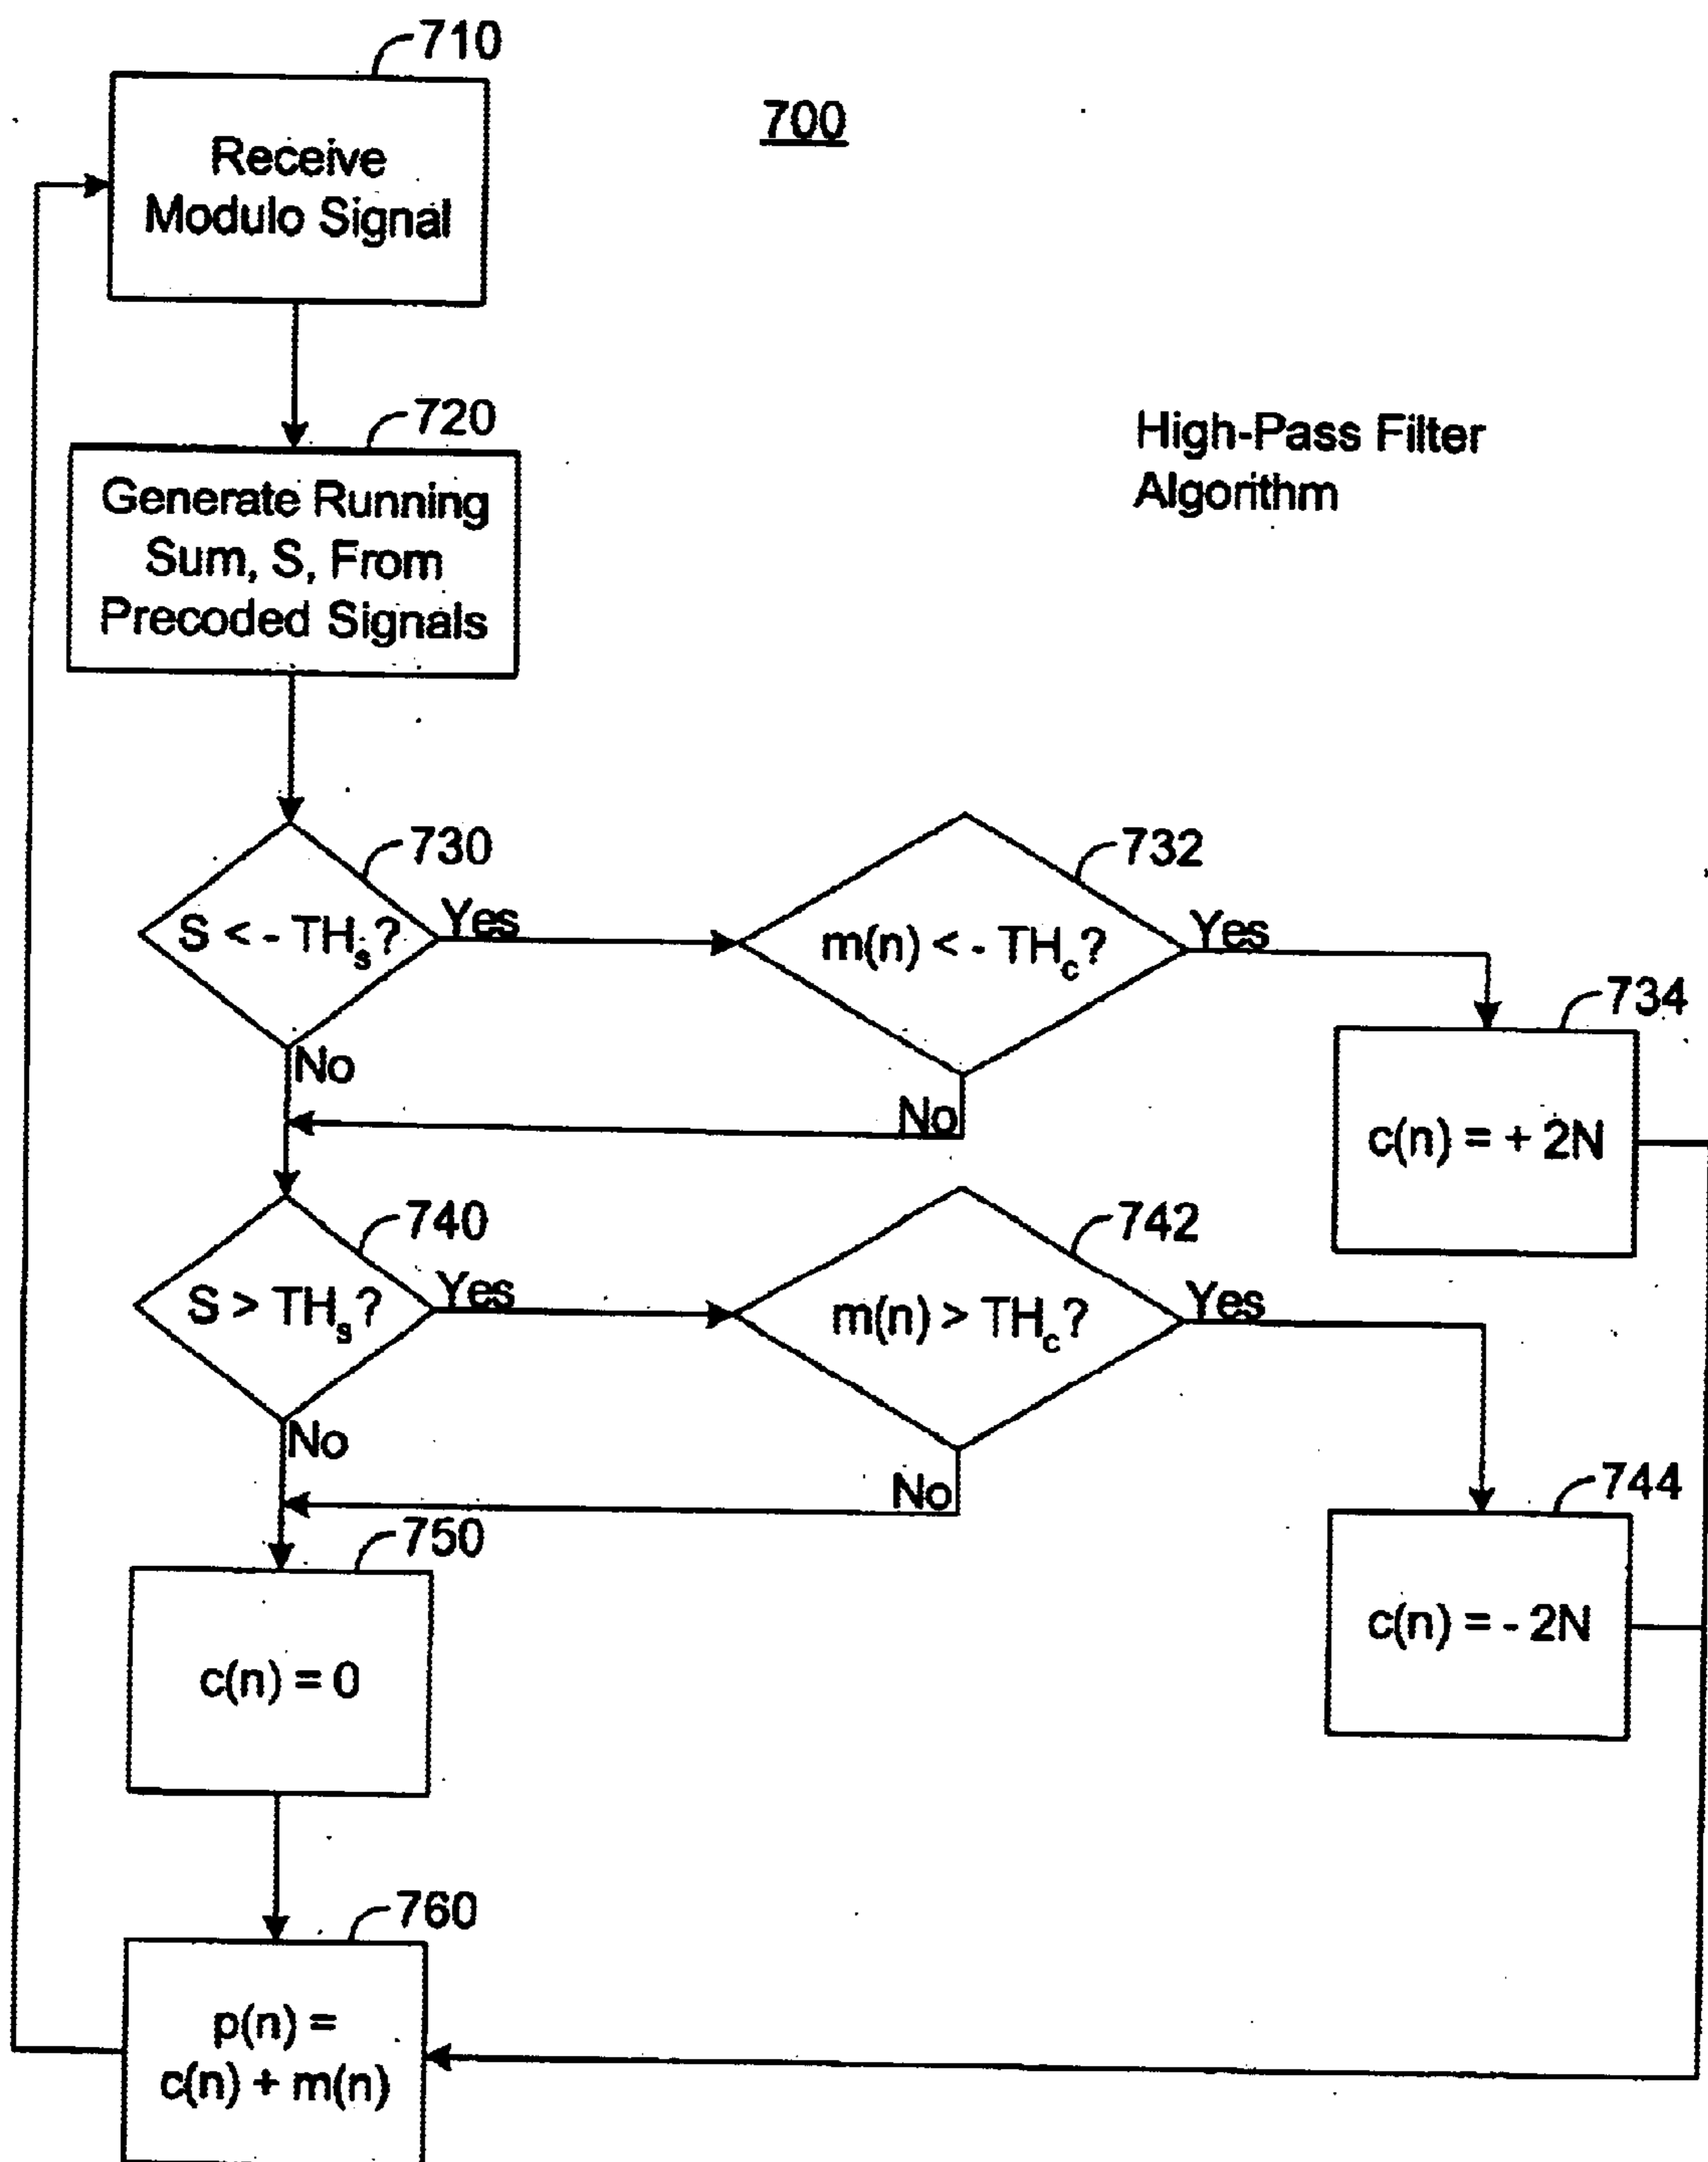 710
700
Receive
Modulo Signal
720
High-Pass Filter
Algorithm
Generate Running
Sum, S, From
Precoded Signals
730
732
S < - THs?
Yes
m(n) < - THc?
Yes
734
No
No
c(n) = + 2N
740
742
S > THs?
Yes
m(n) > THc?
Yes
No
No
744
750
c(n) = 0
c(n) = - 2N
760
p(n) =
c(n) + m(n)